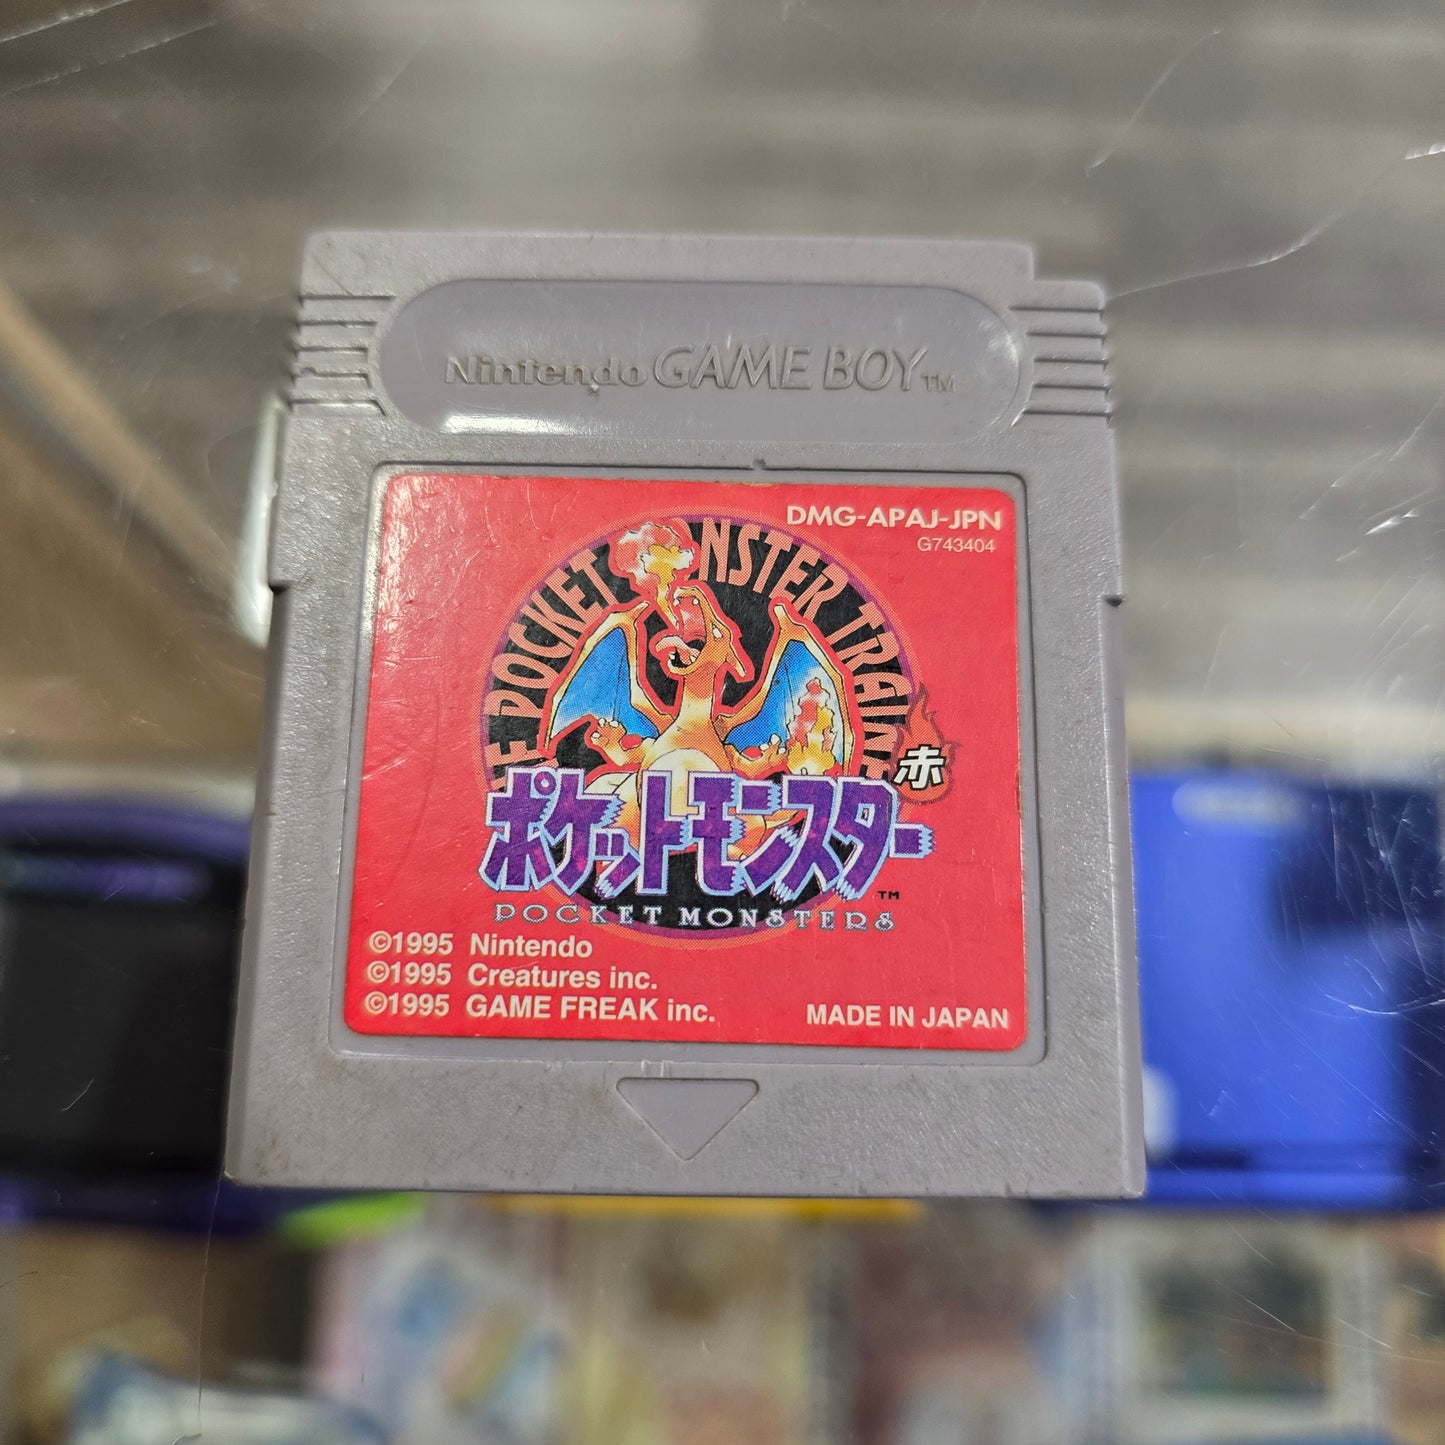 Nintendo GAME BOY™
DMG-APAJ-JPN
G743404
POCKET MONSTER TRAINER
赤
ポケットモンスター™
POCKET MONSTERS
©1995 Nintendo
©1995 Creatures inc.
©1995 GAME FREAK inc.
MADE IN JAPAN